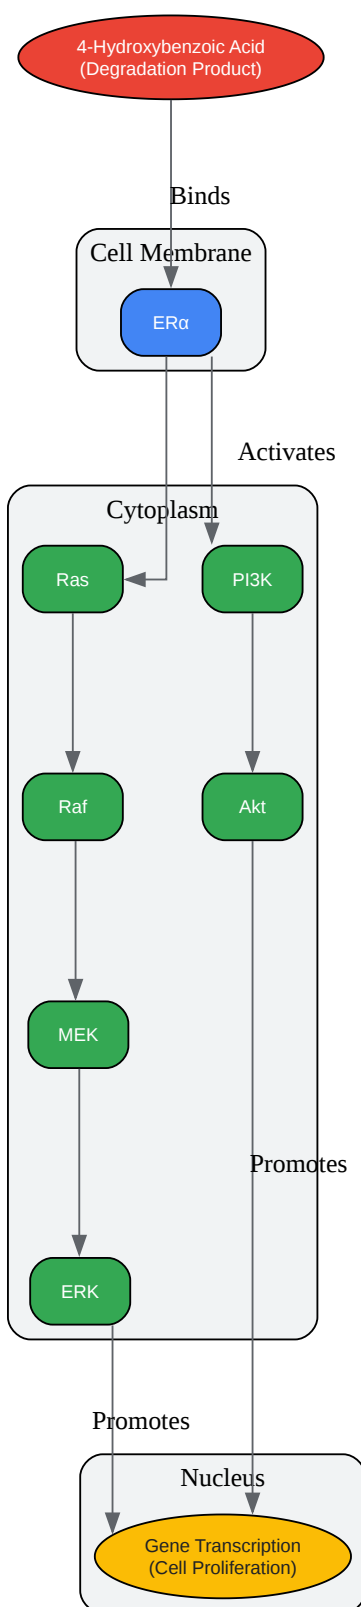 4-Hydroxybenzoic Acid
(Degradation Product)
Binds
Cell Membrane
ERα
Activates
Cytoplasm
Ras
PI3K
Raf
Akt
MEK
Promotes
ERK
Promotes
Nucleus
Gene Transcription
(Cell Proliferation)